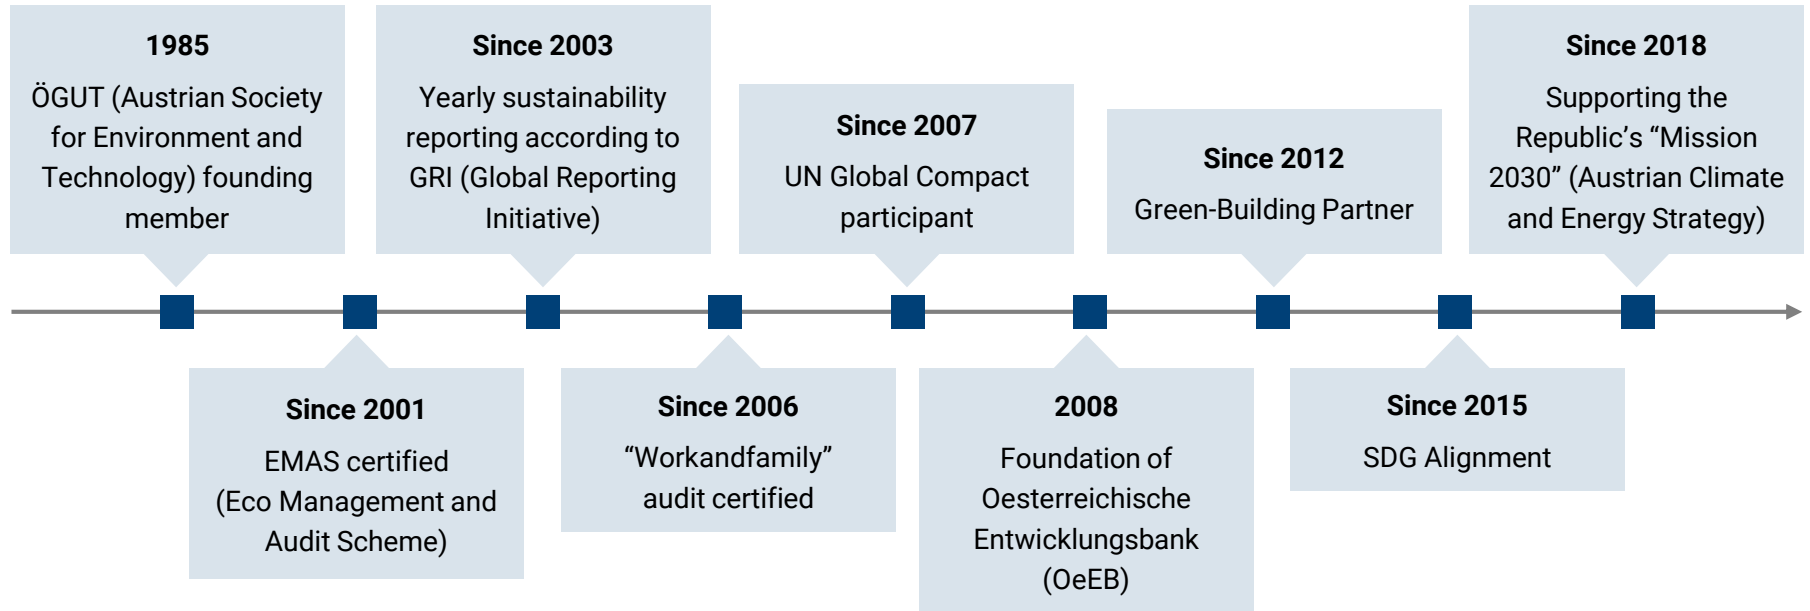 1985
ÖGUT (Austrian Society
for Environment and
Technology) founding
member
Since 2001
EMAS certified
(Eco Management and
Audit Scheme)
Since 2003
Yearly sustainability
reporting according to
GRI (Global Reporting
Initiative)
Since 2006
“Workandfamily”
audit certified
Since 2007
UN Global Compact
participant
2008
Foundation of
Oesterreichische
Entwicklungsbank
(OeEB)
Since 2012
Green-Building Partner
Since 2015
SDG Alignment
Since 2018
Supporting the
Republic’s “Mission
2030” (Austrian Climate
and Energy Strategy)